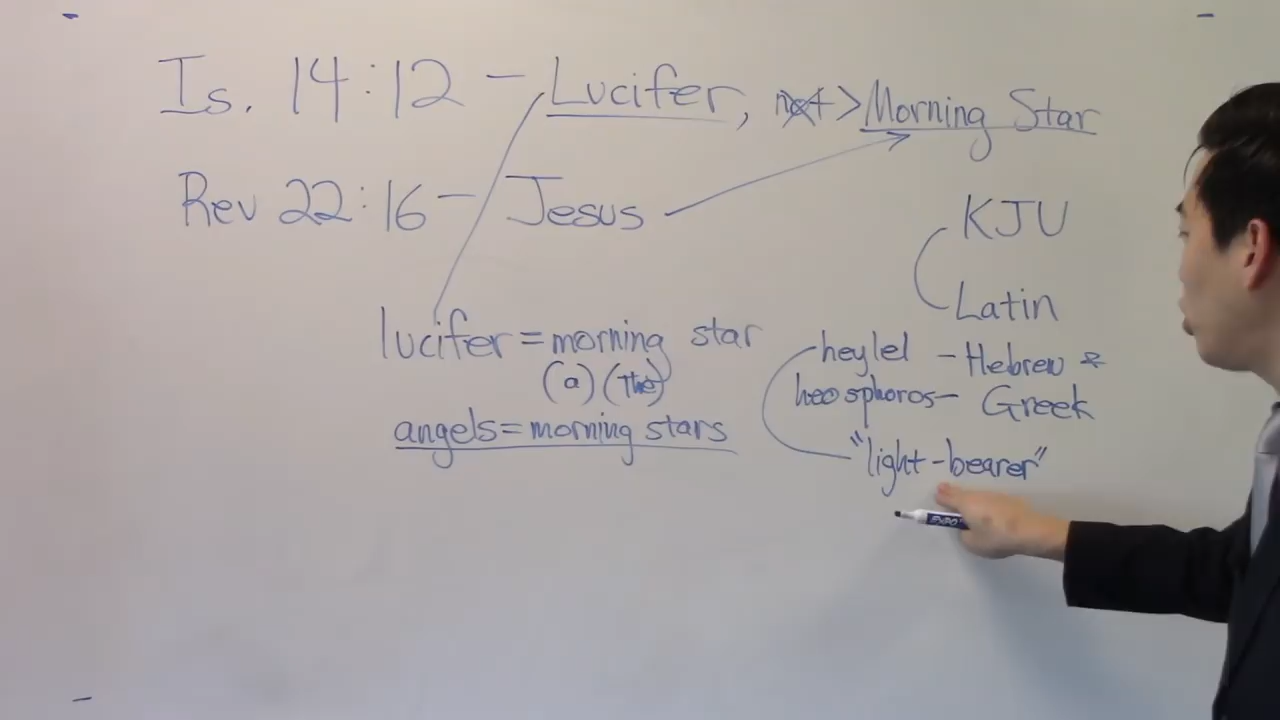 Is. 14:12 - Lucifer, not > Morning Star
Rev 22:16 - Jesus
KJV
Latin
lucifer = morning star
(a) (the)
angels = morning stars
heylel - Hebrew *
heosphoros - Greek
"light-bearer"
EXPO